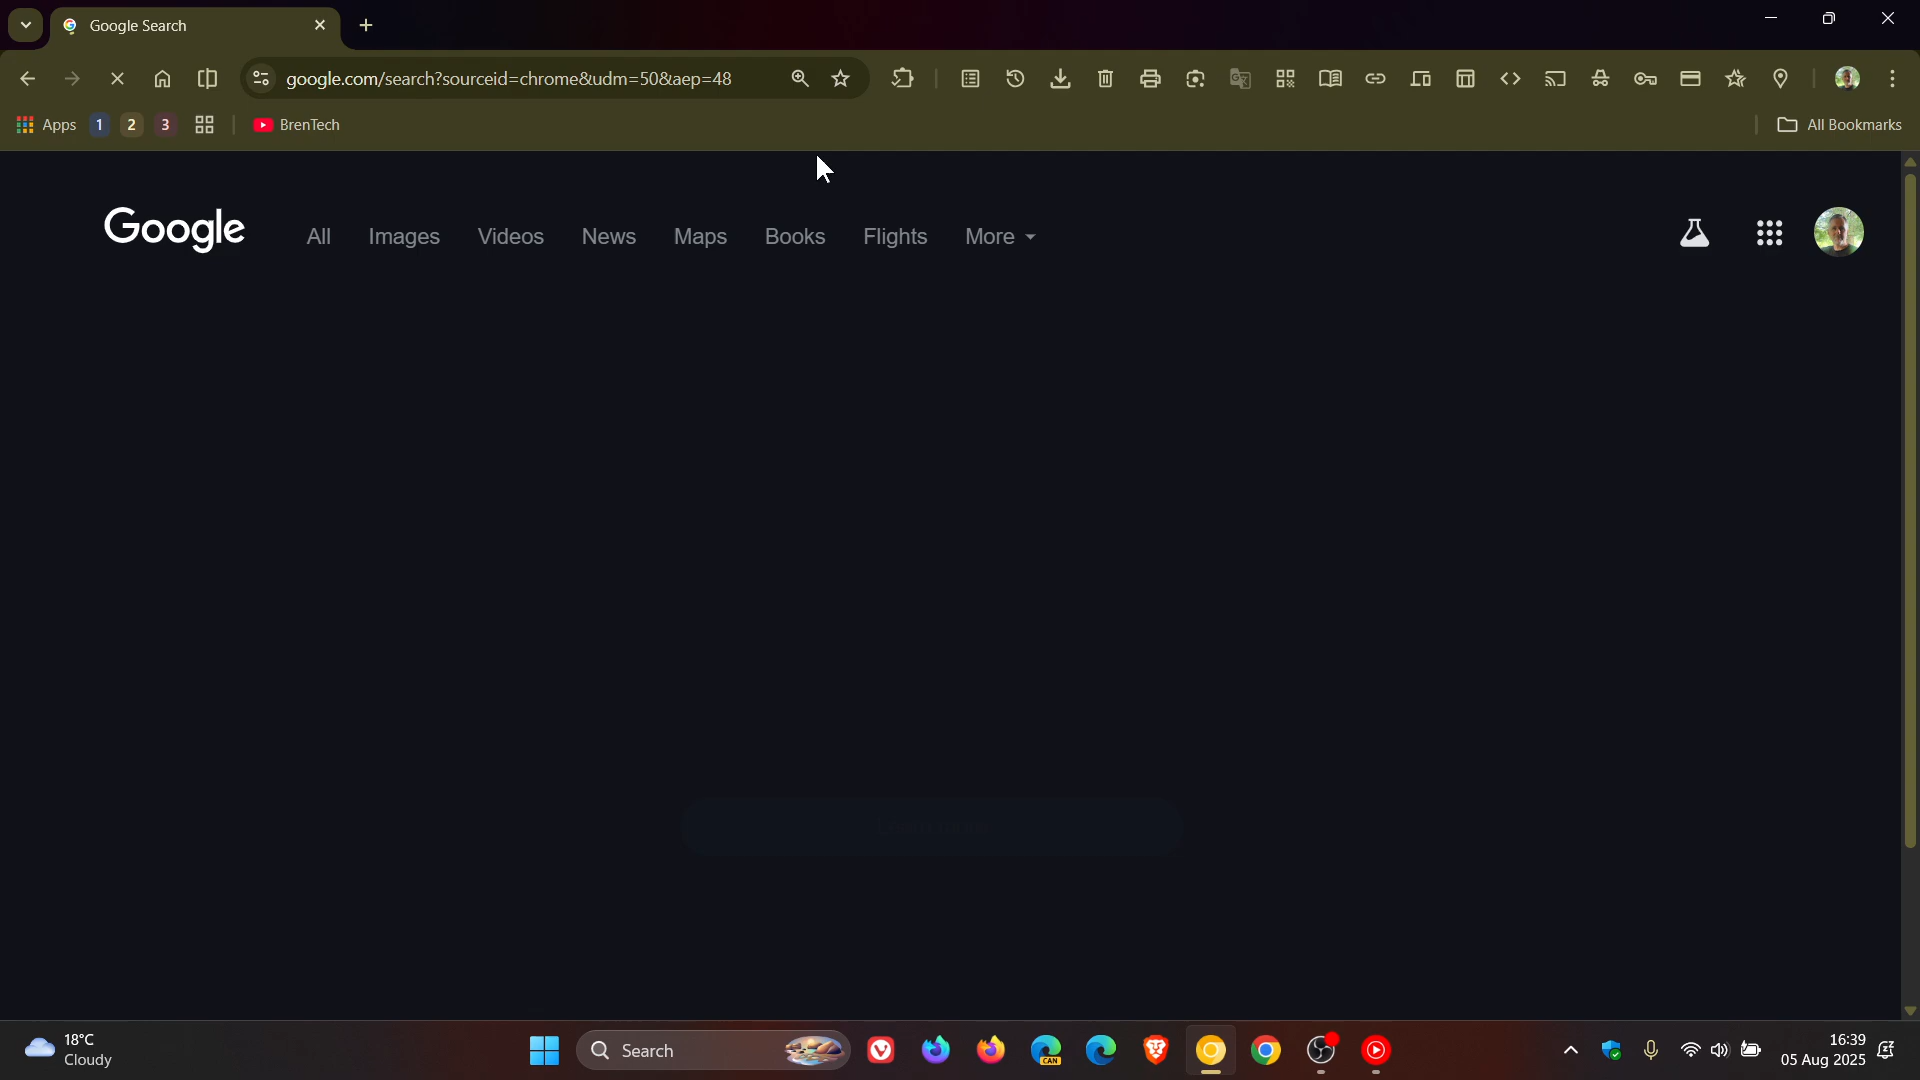 Google Search
google.com/search?sourceid=chrome&udm=50&aep=48
Apps 1 2 3 BrenTech All Bookmarks
Google All Images Videos News Maps Books Flights More
18°C
Cloudy
Search
CAN
16:39
05 Aug 2025